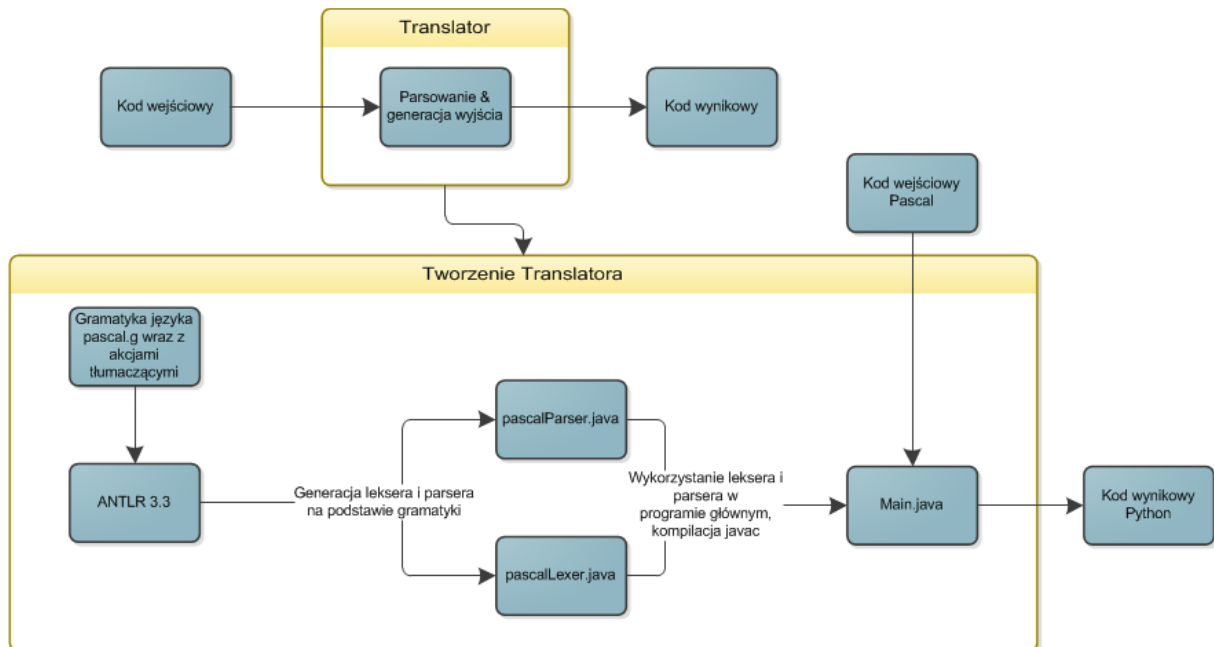 Translator
Kod wejściowy
Parsowanie &
generacja wyjścia
Kod wynikowy
Kod wejściowy
Pascal
Tworzenie Translatora
Gramatyka języka
pascal.g wraz z
akcjami
tłumaczącymi
ANTLR 3.3
Generacja leksera i parsera
na podstawie gramatyki
pascalParser.java
pascalLexer.java
Wykorzystanie leksera i
parsera w
programie głównym,
kompilacja javac
Main.java
Kod wynikowy
Python